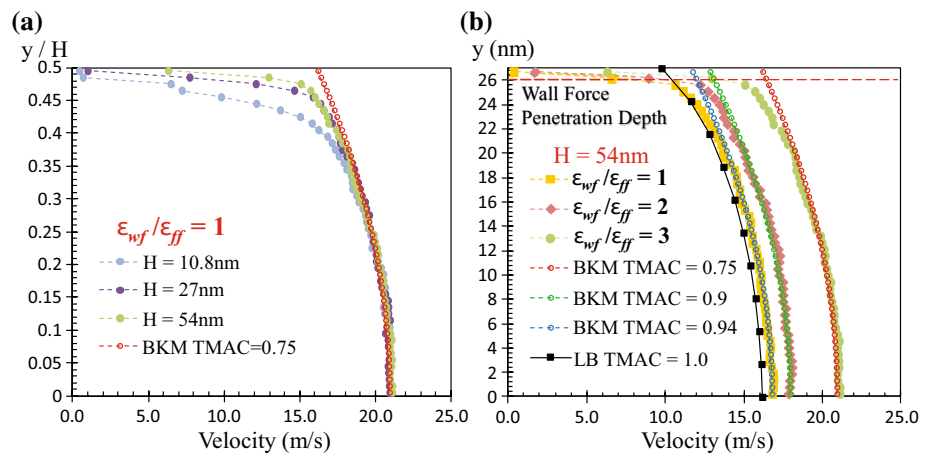 (a)
y / H
0.5
0.45
0.4
0.35
0.3
0.25
0.2
0.15
0.1
0.05
0
εwf/εff = 1
H = 10.8nm
H = 27nm
H = 54nm
BKM TMAC=0.75
0.0 5.0 10.0 15.0 20.0 25.0
Velocity (m/s)
(b)
y (nm)
26
24
22
20
18
16
14
12
10
8
6
4
2
0
Wall Force
Penetration Depth
H = 54nm
εwf/εff = 1
εwf/εff = 2
εwf/εff = 3
BKM TMAC = 0.75
BKM TMAC = 0.9
BKM TMAC = 0.94
LB TMAC = 1.0
0.0 5.0 10.0 15.0 20.0 25.0
Velocity (m/s)